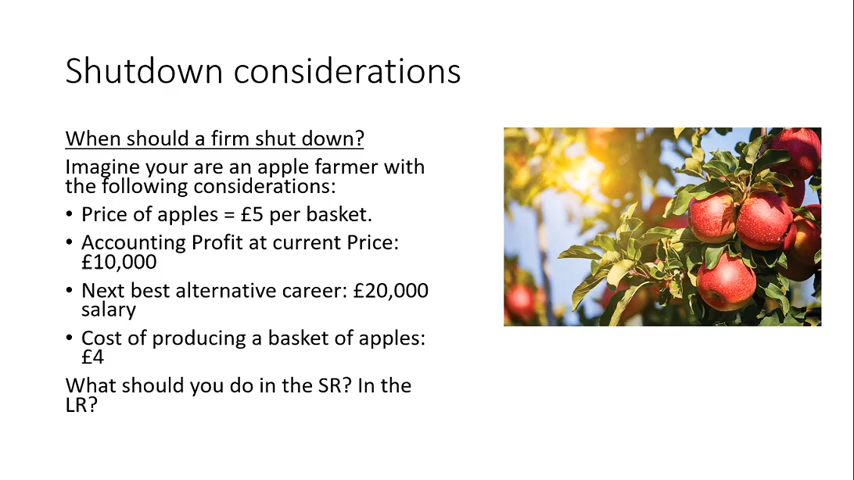 Shutdown considerations
When should a firm shut down?
Imagine your are an apple farmer with
the following considerations:
• Price of apples = £5 per basket.
• Accounting Profit at current Price:
£10,000
• Next best alternative career: £20,000
salary
• Cost of producing a basket of apples:
£4
What should you do in the SR? In the
LR?